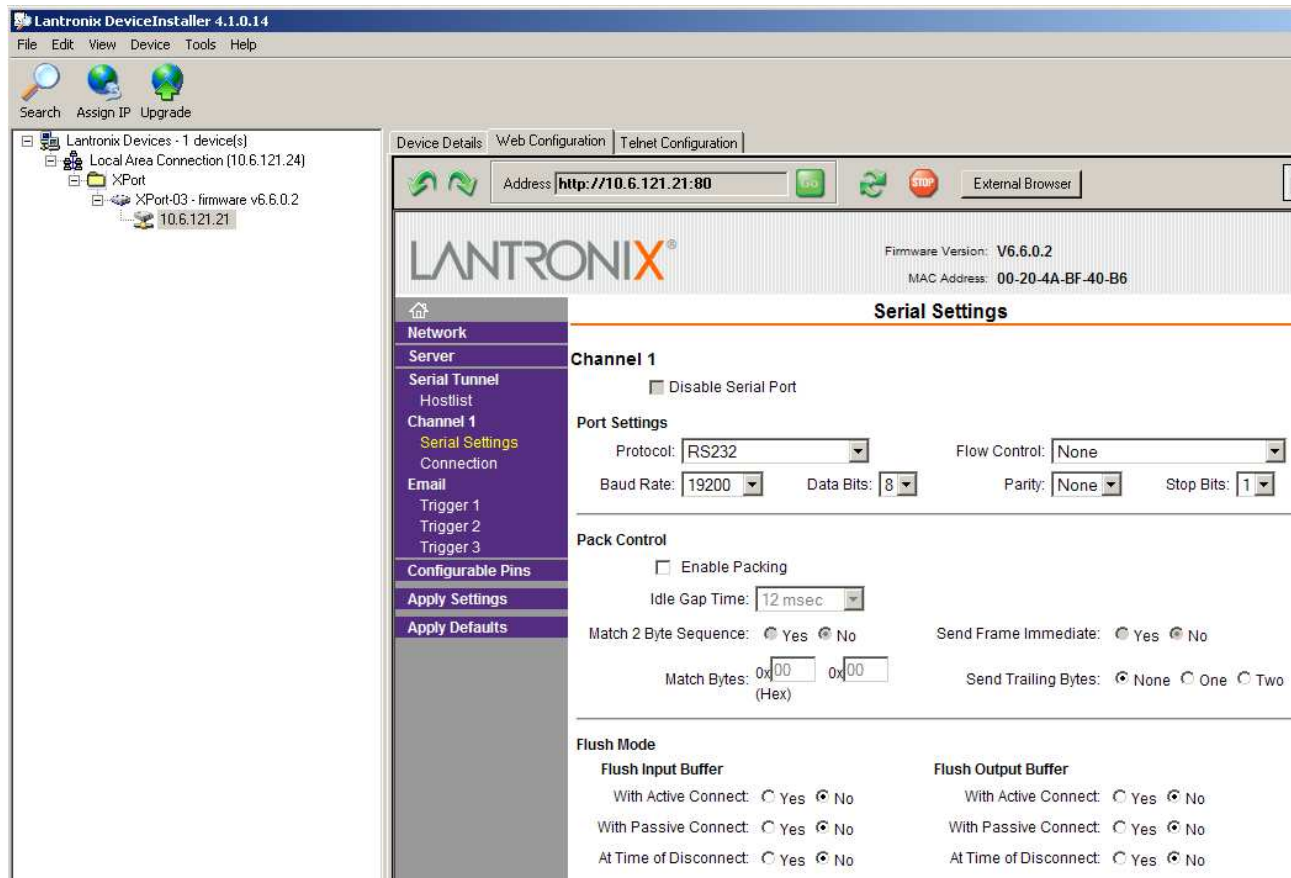 Lantronix DeviceInstaller 4.1.0.14
File Edit View Device Tools Help
Search Assign IP Upgrade
Lantronix Devices - 1 device(s)
Local Area Connection (10.6.121.24)
XPort
XPort-03 - firmware v6.6.0.2
10.6.121.21
Device Details Web Configuration Telnet Configuration
Address http://10.6.121.21:80 Go STOP External Browser
LANTRONIX®
Firmware Version: V6.6.0.2
MAC Address: 00-20-4A-BF-40-B6
Network
Server
Serial Tunnel
Hostlist
Channel 1
Serial Settings
Connection
Email
Trigger 1
Trigger 2
Trigger 3
Configurable Pins
Apply Settings
Apply Defaults
Serial Settings
Channel 1
Disable Serial Port
Port Settings
Protocol: RS232 Flow Control: None
Baud Rate: 19200 Data Bits: 8 Parity: None Stop Bits: 1
Pack Control
Enable Packing
Idle Gap Time: 12 msec
Match 2 Byte Sequence: Yes No Send Frame Immediate: Yes No
Match Bytes: 0x00 0x00 Send Trailing Bytes: None One Two
(Hex)
Flush Mode
Flush Input Buffer Flush Output Buffer
With Active Connect: Yes No With Active Connect: Yes No
With Passive Connect: Yes No With Passive Connect: Yes No
At Time of Disconnect: Yes No At Time of Disconnect: Yes No